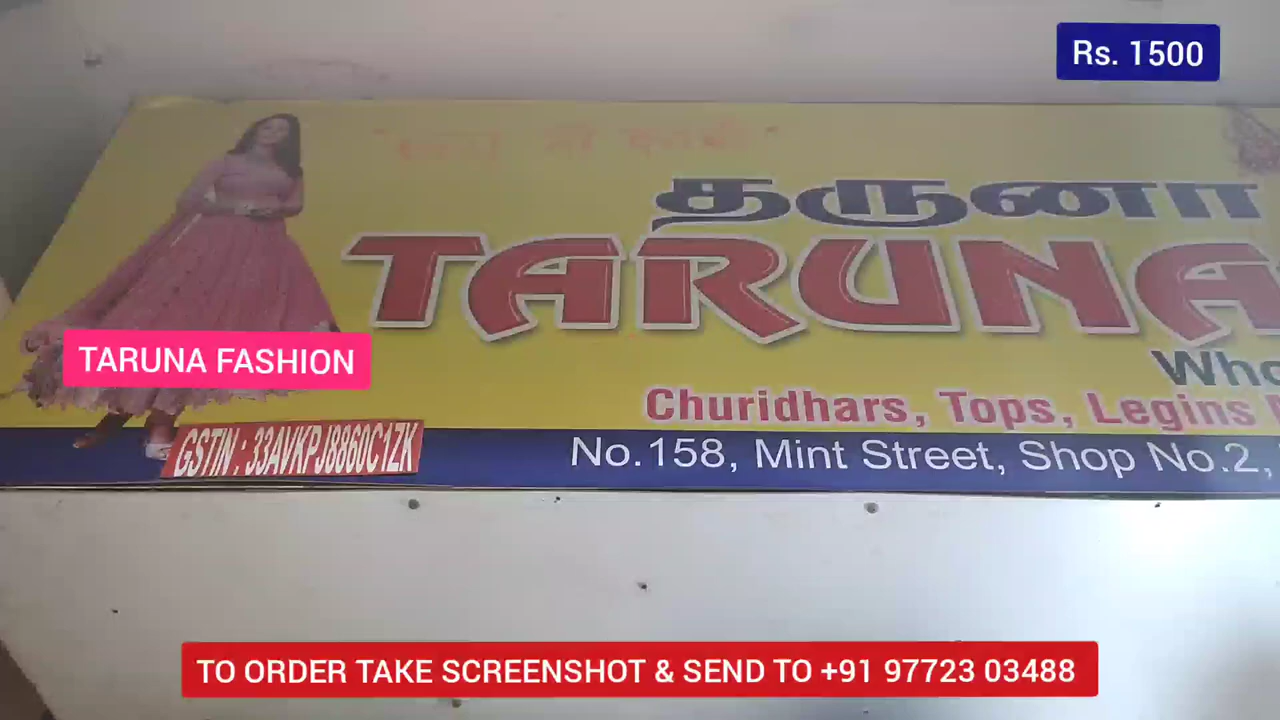 Rs. 1500
தருனா
TARUNA
TARUNA FASHION
Churidhars, Tops, Legins
GSTIN : 33AVKPJ8860C1ZK
No.158, Mint Street, Shop No.2,
TO ORDER TAKE SCREENSHOT & SEND TO +91 97723 03488